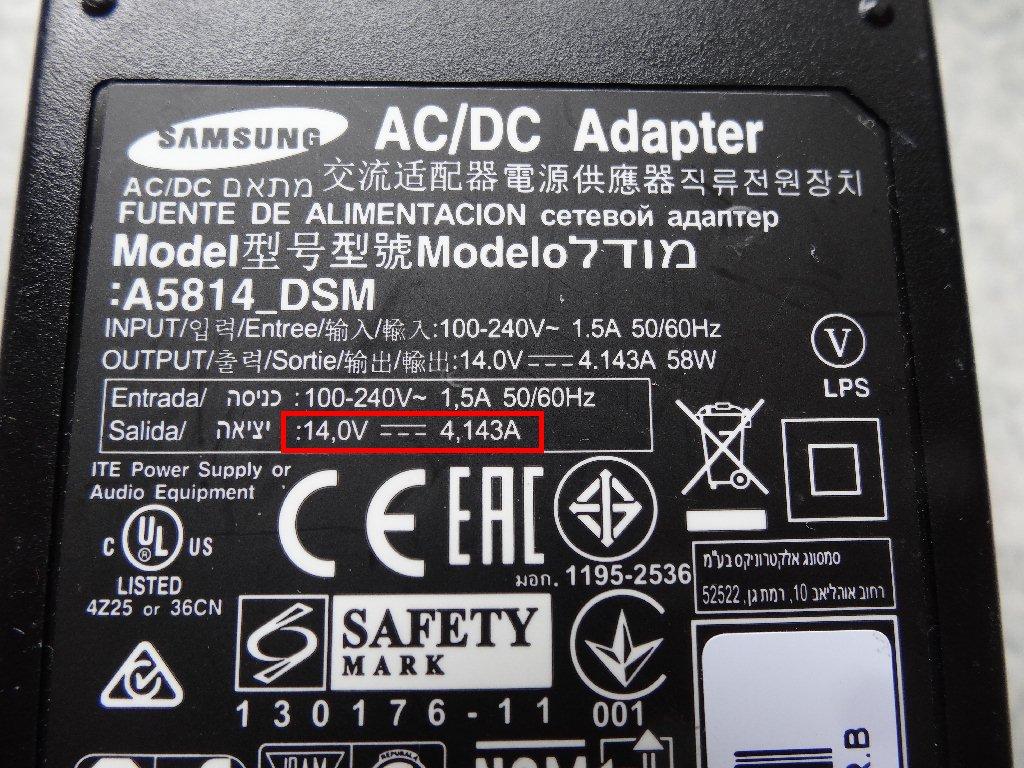 SAMSUNG
AC/DC Adapter
AC/DC מתאם 交流适配器電源供應器직류전원장치
FUENTE DE ALIMENTACION сетевой адаптер
Model型号型號Modeloמודל
:A5814_DSM
INPUT/입력/Entree/输入/輸入:100-240V~ 1.5A 50/60Hz
OUTPUT/출력/Sortie/输出/輸出:14.0V⎓4.143A 58W
V
LPS
Entrada/ כניסה :100-240V~ 1,5A 50/60Hz
Salida/ יציאה :14,0V ⎓ 4,143A
ITE Power Supply or
Audio Equipment
C UL ® US
LISTED
4Z25 or 36CN
CE
EAC
มอก. 1195-2536
סמסונג אלקטרוניקס בע"מ
רחוב אוהליאב 10, רמת גן, 52522
SAFETY
MARK
130176-11
001
R.B